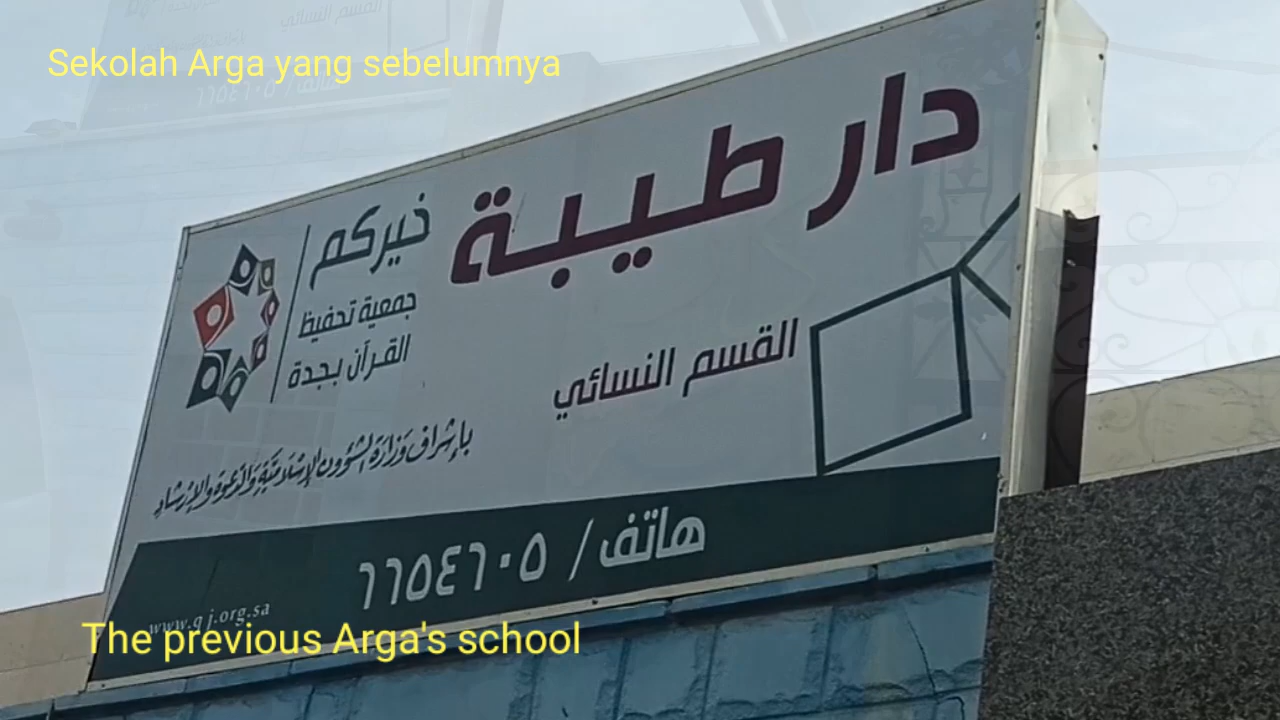 Sekolah Arga yang sebelumnya
دار طيبة
خيركم
جمعية تحفيظ
القرآن بجدة
القسم النسائي
بإشراف وزارة الشؤون الإسلامية والدعوة والإرشاد
هاتف / ٦٦٥٤٦٠٥
www.qj.org.sa
The previous Arga's school